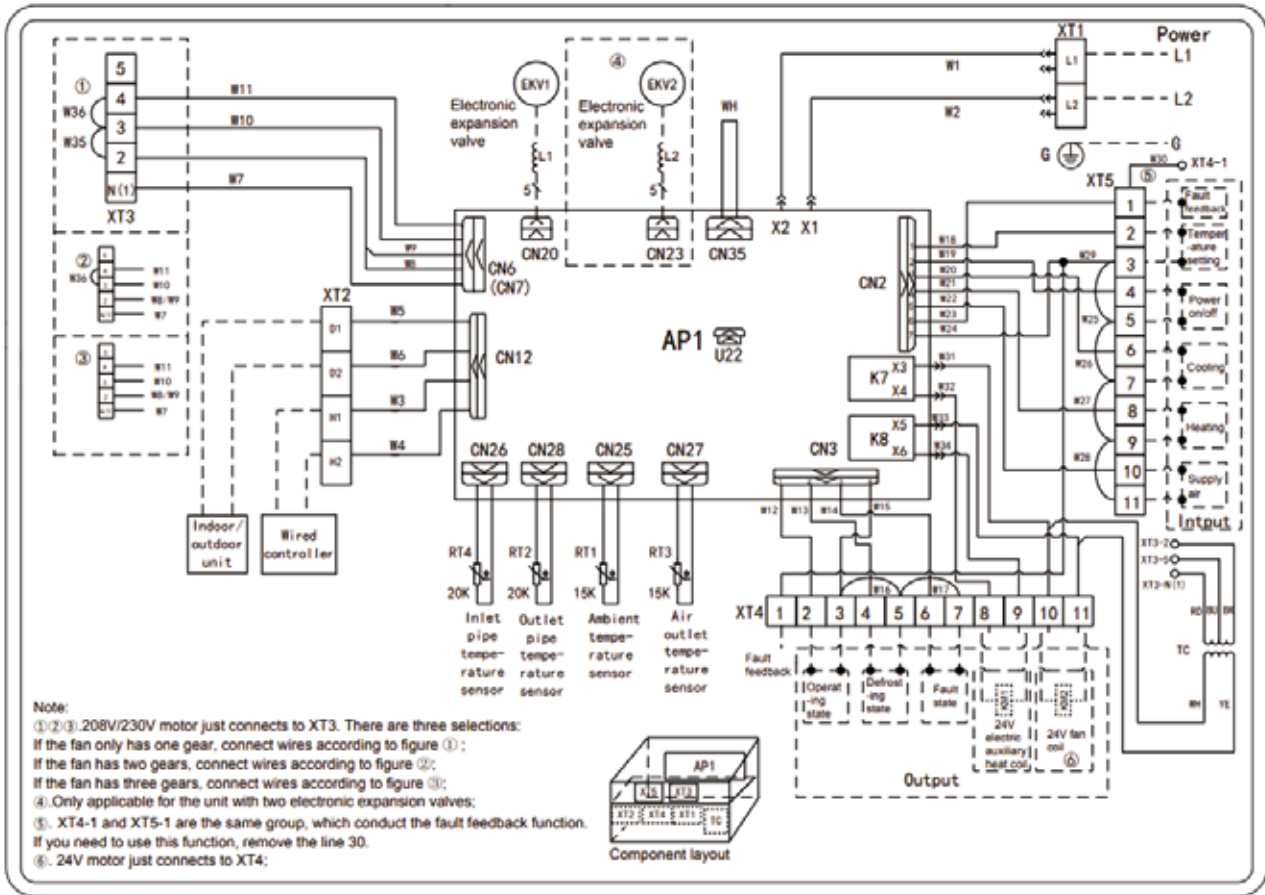 XT1
Power
L1
L1
W1
L2
L2
W2
G
G
W30
XT4-1
⑤
5
①
4
W11
W36
3
W10
W35
2
N(1)
W7
XT3
W9
W8
CN6
(CN7)
②
W36
W11
W10
W8/W9
W7
③
W11
W10
W8/W9
W7
EKV1
Electronic
expansion
valve
L1
5
CN20
④
EKV2
Electronic
expansion
valve
L2
5
CN23
WH
CN35
X2 X1
XT2
D1
W5
D2
W6
H1
W3
H2
W4
CN12
Indoor/
outdoor
unit
Wired
controller
AP1
U22
CN2
W18
W19
W20
W21
W22
W23
W24
W29
W25
W26
W27
W28
XT5
1
2
3
4
5
6
7
8
9
10
11
Fault
feedback
Temper
-ature
setting
Power
on/off
Cooling
Heating
Supply
air
Intput
K7
X3
X4
W31
W32
K8
X5
X6
W33
W34
CN3
W12
W13
W14
W15
CN26
CN28
CN25
CN27
RT4
20K
RT2
20K
RT1
15K
RT3
15K
Inlet
pipe
tempe-
rature
sensor
Outlet
pipe
tempe-
rature
sensor
Ambient
tempe-
rature
sensor
Air
outlet
tempe-
rature
sensor
W16
W17
XT4 1 2 3 4 5 6 7 8 9 10 11
Fault
feedback
Operat
-ing
state
Defrost
-ing
state
Fault
state
KM1
24V
electric
auxiliary
heat coil
KM2
24V fan
coil
⑥
Output
XT3-2
XT3-5
XT3-N(1)
RD
BU
BK
TC
WH
YE
Note:
①②③.208V/230V motor just connects to XT3. There are three selections:
If the fan only has one gear, connect wires according to figure ①;
If the fan has two gears, connect wires according to figure ②;
If the fan has three gears, connect wires according to figure ③;
④.Only applicable for the unit with two electronic expansion valves;
⑤. XT4-1 and XT5-1 are the same group, which conduct the fault feedback function.
If you need to use this function, remove the line 30.
⑥. 24V motor just connects to XT4;
AP1
XT5
XT3
XT2
XT4
XT1
TC
Component layout